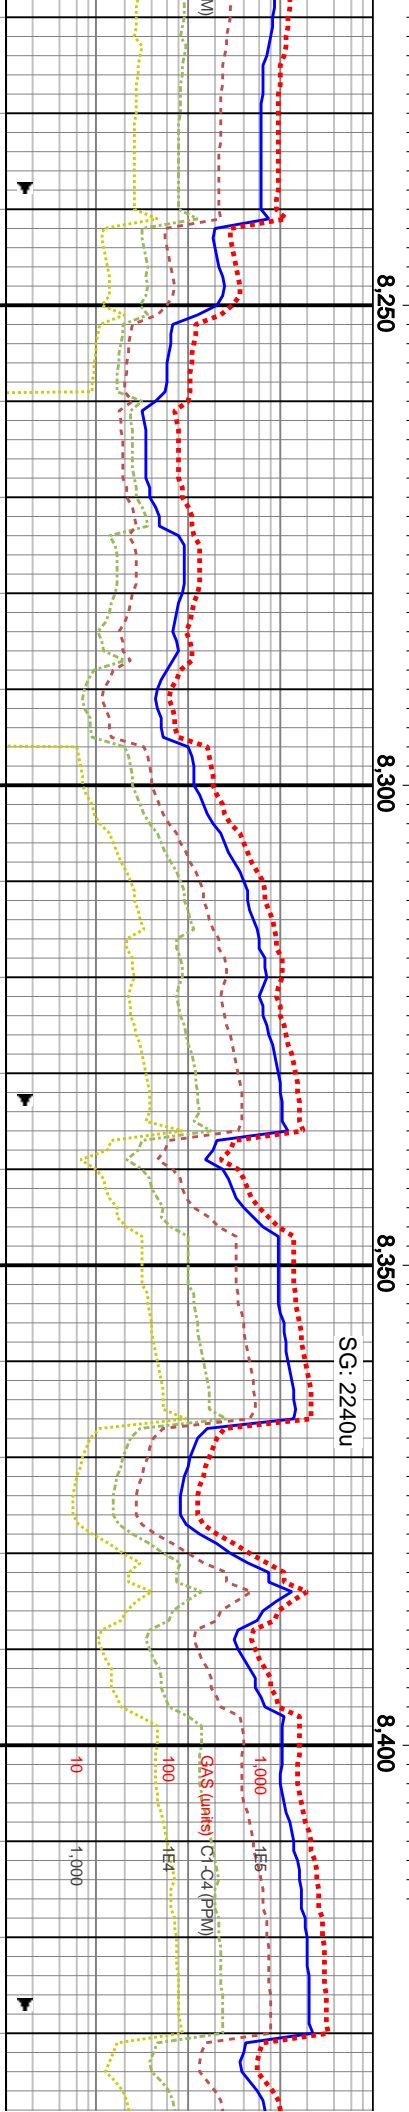 M)
8,250
8,300
8,350
SG: 2240u
8,400
10 100 1,000
GAS (units)
C1-C4 (PPM)
1,000 1E4 1E5